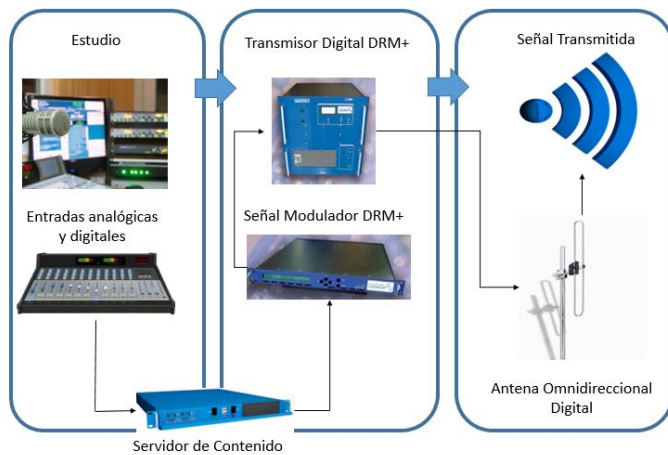 Estudio
Transmisor Digital DRM+
Señal Transmitida
Entradas analógicas
y digitales
Señal Modulador DRM+
Antena Omnidireccional
Digital
Servidor de Contenido